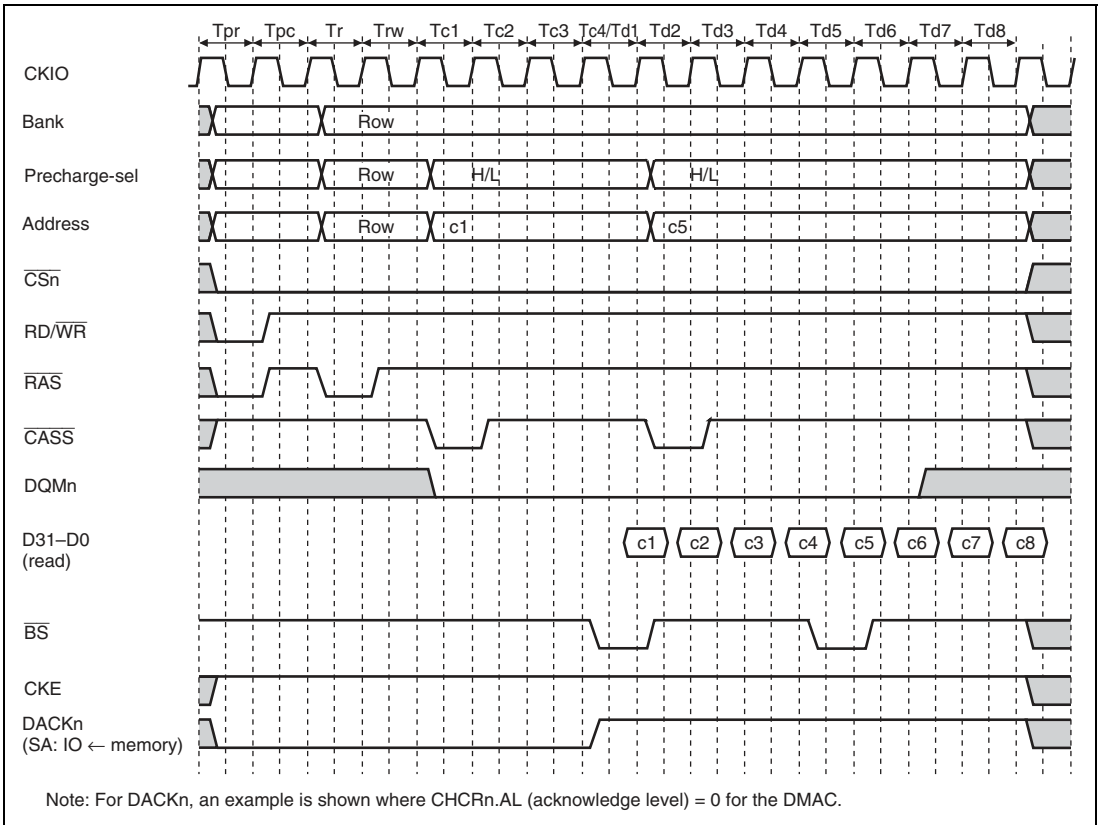 Tpr Tpc Tr Trw Tc1 Tc2 Tc3 Tc4/Td1 Td2 Td3 Td4 Td5 Td6 Td7 Td8
CKIO
Bank Row
Precharge-sel Row H/L H/L
Address Row c1 c5
CSn
RD/WR
RAS
CASS
DQMn
D31–D0 c1 c2 c3 c4 c5 c6 c7 c8
(read)
BS
CKE
DACKn
(SA: IO ← memory)
Note: For DACKn, an example is shown where CHCRn.AL (acknowledge level) = 0 for the DMAC.